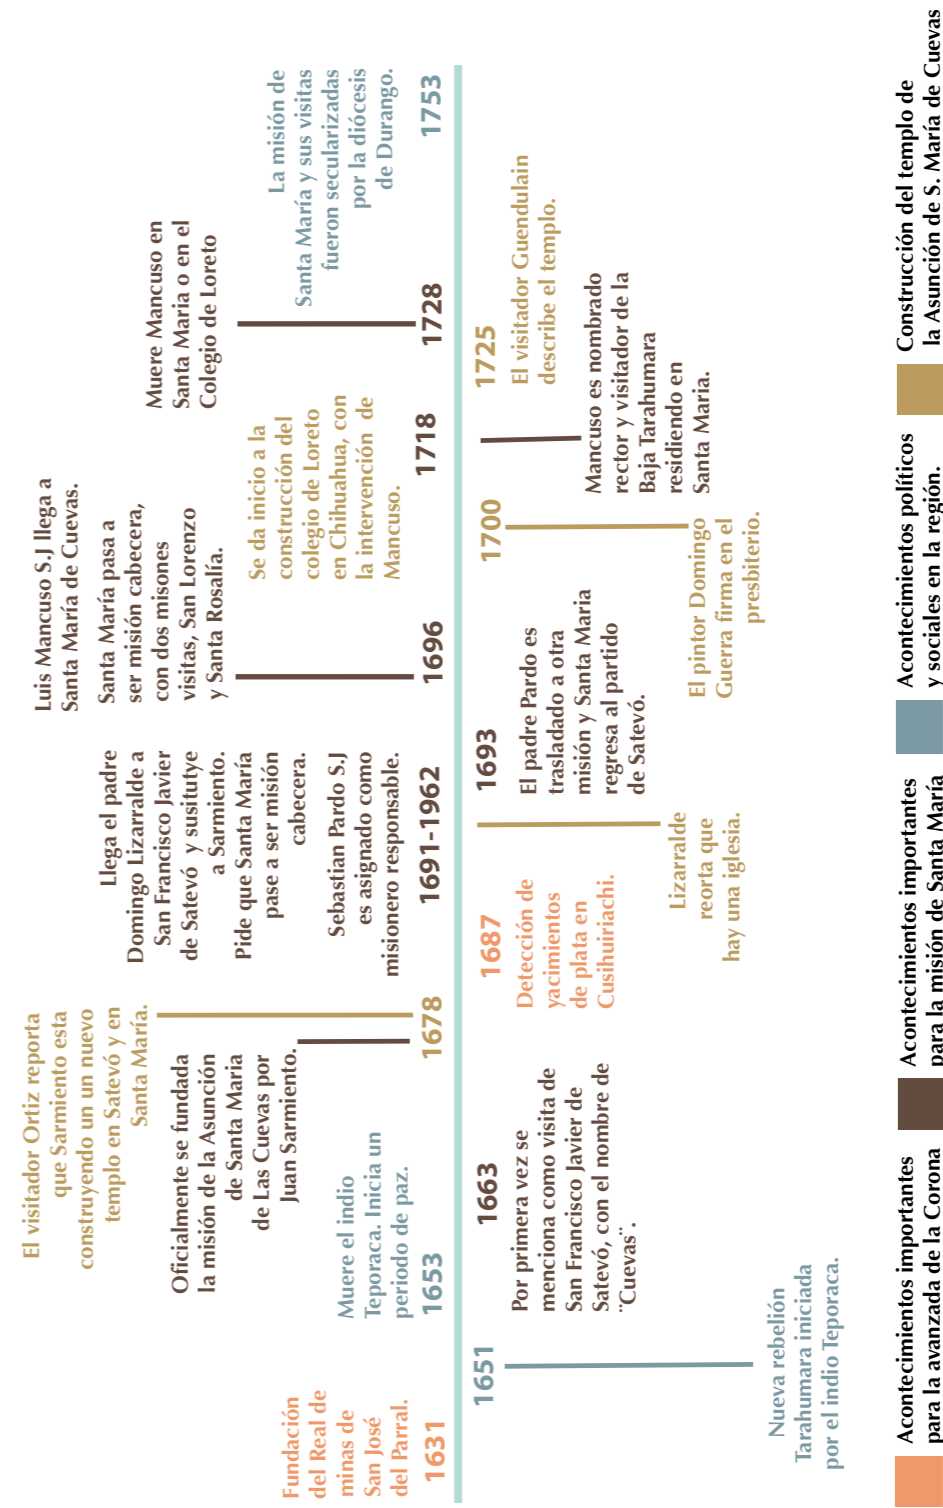 El visitador Ortiz reporta
que Sarmiento esta
construyendo un un nuevo
templo en Satevó y en
Santa María.
Luis Mancuso S.J llega a
Santa María de Cuevas.
Santa María pasa a
ser misión cabecera,
con dos misones
visitas, San Lorenzo
y Santa Rosalía.
Muere Mancuso en
Santa Maria o en el
Colegio de Loreto
Fundación
del Real de
minas de
San José
del Parral.
1631
Muere el indio
Teporaca. Inicia un
periodo de paz.
1653
Oficialmente se fundada
la misión de la Asunción
de Santa Maria
de Las Cuevas por
Juan Sarmiento.
1678
Llega el padre
Domingo Lizarralde a
San Francisco Javier
de Satevó y susitutye
a Sarmiento.
Pide que Santa María
pase a ser misión
cabecera.
Sebastian Pardo S.J
es asignado como
misionero responsable.
1691-1962
1696
Se da inicio a la
construcción del
colegio de Loreto
en Chihuahua, con
la intervención de
Mancuso.
1718
1728
La misión de
Santa María y sus visitas
fueron secularizadas
por la diócesis
de Durango.
1753
1651
Nueva rebelión
Tarahumara iniciada
por el indio Teporaca.
1663
Por primera vez se
menciona como visita de
San Francisco Javier de
Satevó, con el nombre de
¨Cuevas¨.
1687
Detección de
yacimientos
de plata en
Cusihuiriachi.
Lizarralde
reorta que
hay una iglesia.
1693
El padre Pardo es
trasladado a otra
misión y Santa Maria
regresa al partido
de Satevó.
1700
El pintor Domingo
Guerra firma en el
presbiterio.
Mancuso es nombrado
rector y visitador de la
Baja Tarahumara
residiendo en
Santa Maria.
1725
El visitador Guendulain
describe el templo.
Acontecimientos importantes
para la avanzada de la Corona
Acontecimientos importantes
para la misión de Santa María
Acontecimientos políticos
y sociales en la región.
Construcción del templo de
la Asunción de S. María de Cuevas